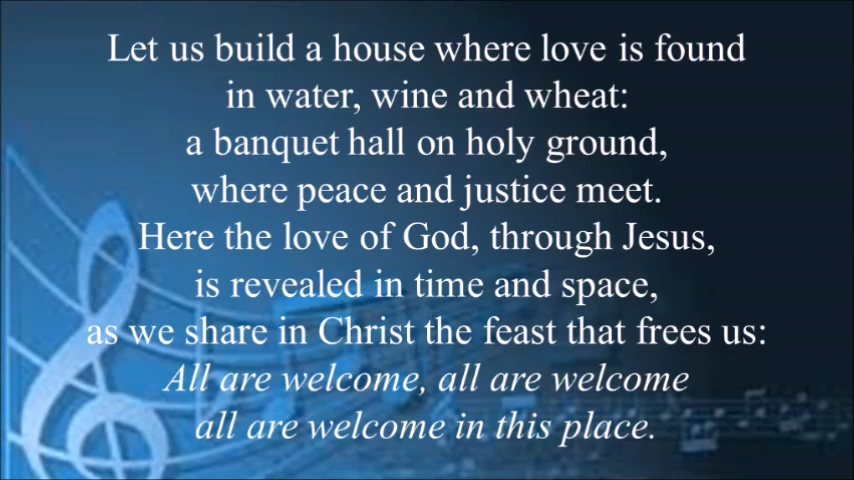 Let us build a house where love is found
in water, wine and wheat:
a banquet hall on holy ground,
where peace and justice meet.
Here the love of God, through Jesus,
is revealed in time and space,
as we share in Christ the feast that frees us:
All are welcome, all are welcome
all are welcome in this place.